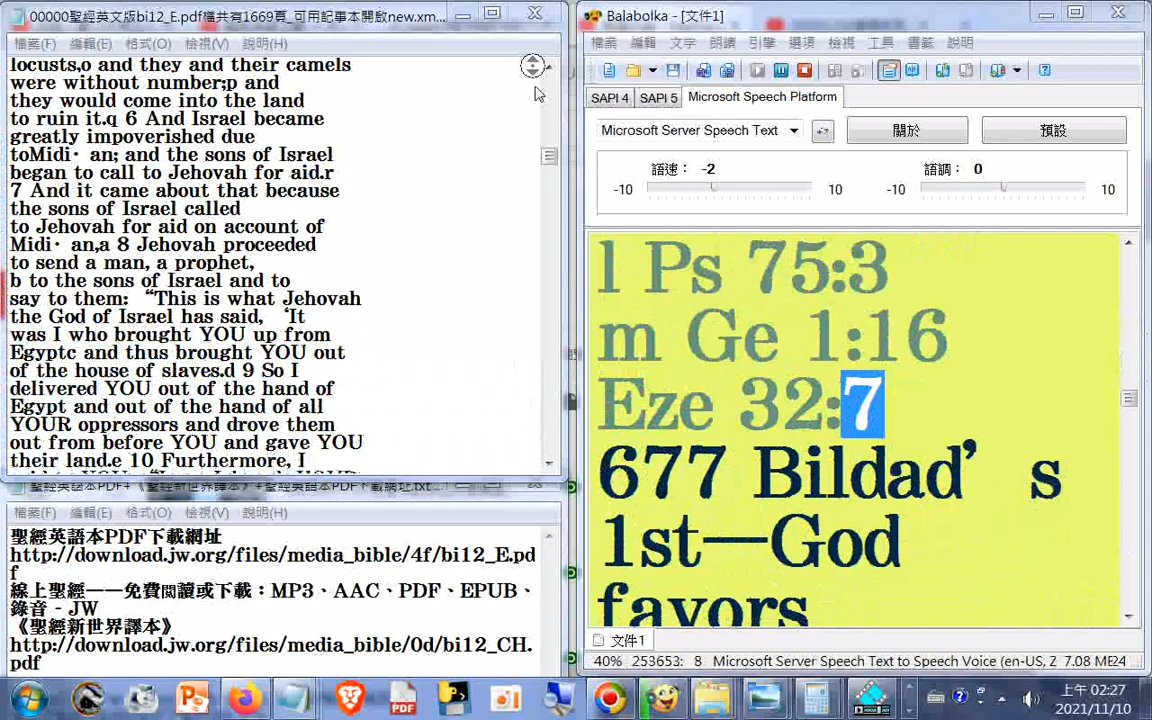 00000聖經英文版bi12_E.pdf檔共有1669頁_可用記事本開啟new.xm...
檔案(F) 編輯(E) 格式(O) 檢視(V) 說明(H)
locusts,o and they and their camels
were without number;p and
they would come into the land
to ruin it.q 6 And Israel became
greatly impoverished due
toMidi‧an; and the sons of Israel
began to call to Jehovah for aid.r
7 And it came about that because
the sons of Israel called
to Jehovah for aid on account of
Midi‧an,a 8 Jehovah proceeded
to send a man, a prophet,
b to the sons of Israel and to
say to them: “This is what Jehovah
the God of Israel has said, ‘It
was I who brought YOU up from
Egyptc and thus brought YOU out
of the house of slaves.d 9 So I
delivered YOU out of the hand of
Egypt and out of the hand of all
YOUR oppressors and drove them
out from before YOU and gave YOU
their land.e 10 Furthermore, I
聖經英語本PDF+《聖經新世界譯本》+聖經英語本PDF下載網址.txt ...
檔案(F) 編輯(E) 格式(O) 檢視(V) 說明(H)
聖經英語本PDF下載網址
http://download.jw.org/files/media_bible/4f/bi12_E.pd
f
線上聖經——免費閱讀或下載：MP3、AAC、PDF、EPUB、
錄音 - JW
《聖經新世界譯本》
http://download.jw.org/files/media_bible/0d/bi12_CH.
pdf
Balabolka - [文件1]
檔案 編輯 文字 朗讀 引擎 選項 檢視 工具 書籤 說明
SAPI 4 SAPI 5 Microsoft Speech Platform
Microsoft Server Speech Text 關於 預設
語速： -2 語調： 0
-10 10 -10 10
l Ps 75:3
m Ge 1:16
Eze 32:7
677 Bildad’s
1st—God
favors
文件1
40% 253653: 8 Microsoft Server Speech Text to Speech Voice (en-US, Z 7.08 ME24
PDF
上午 02:27
2021/11/10